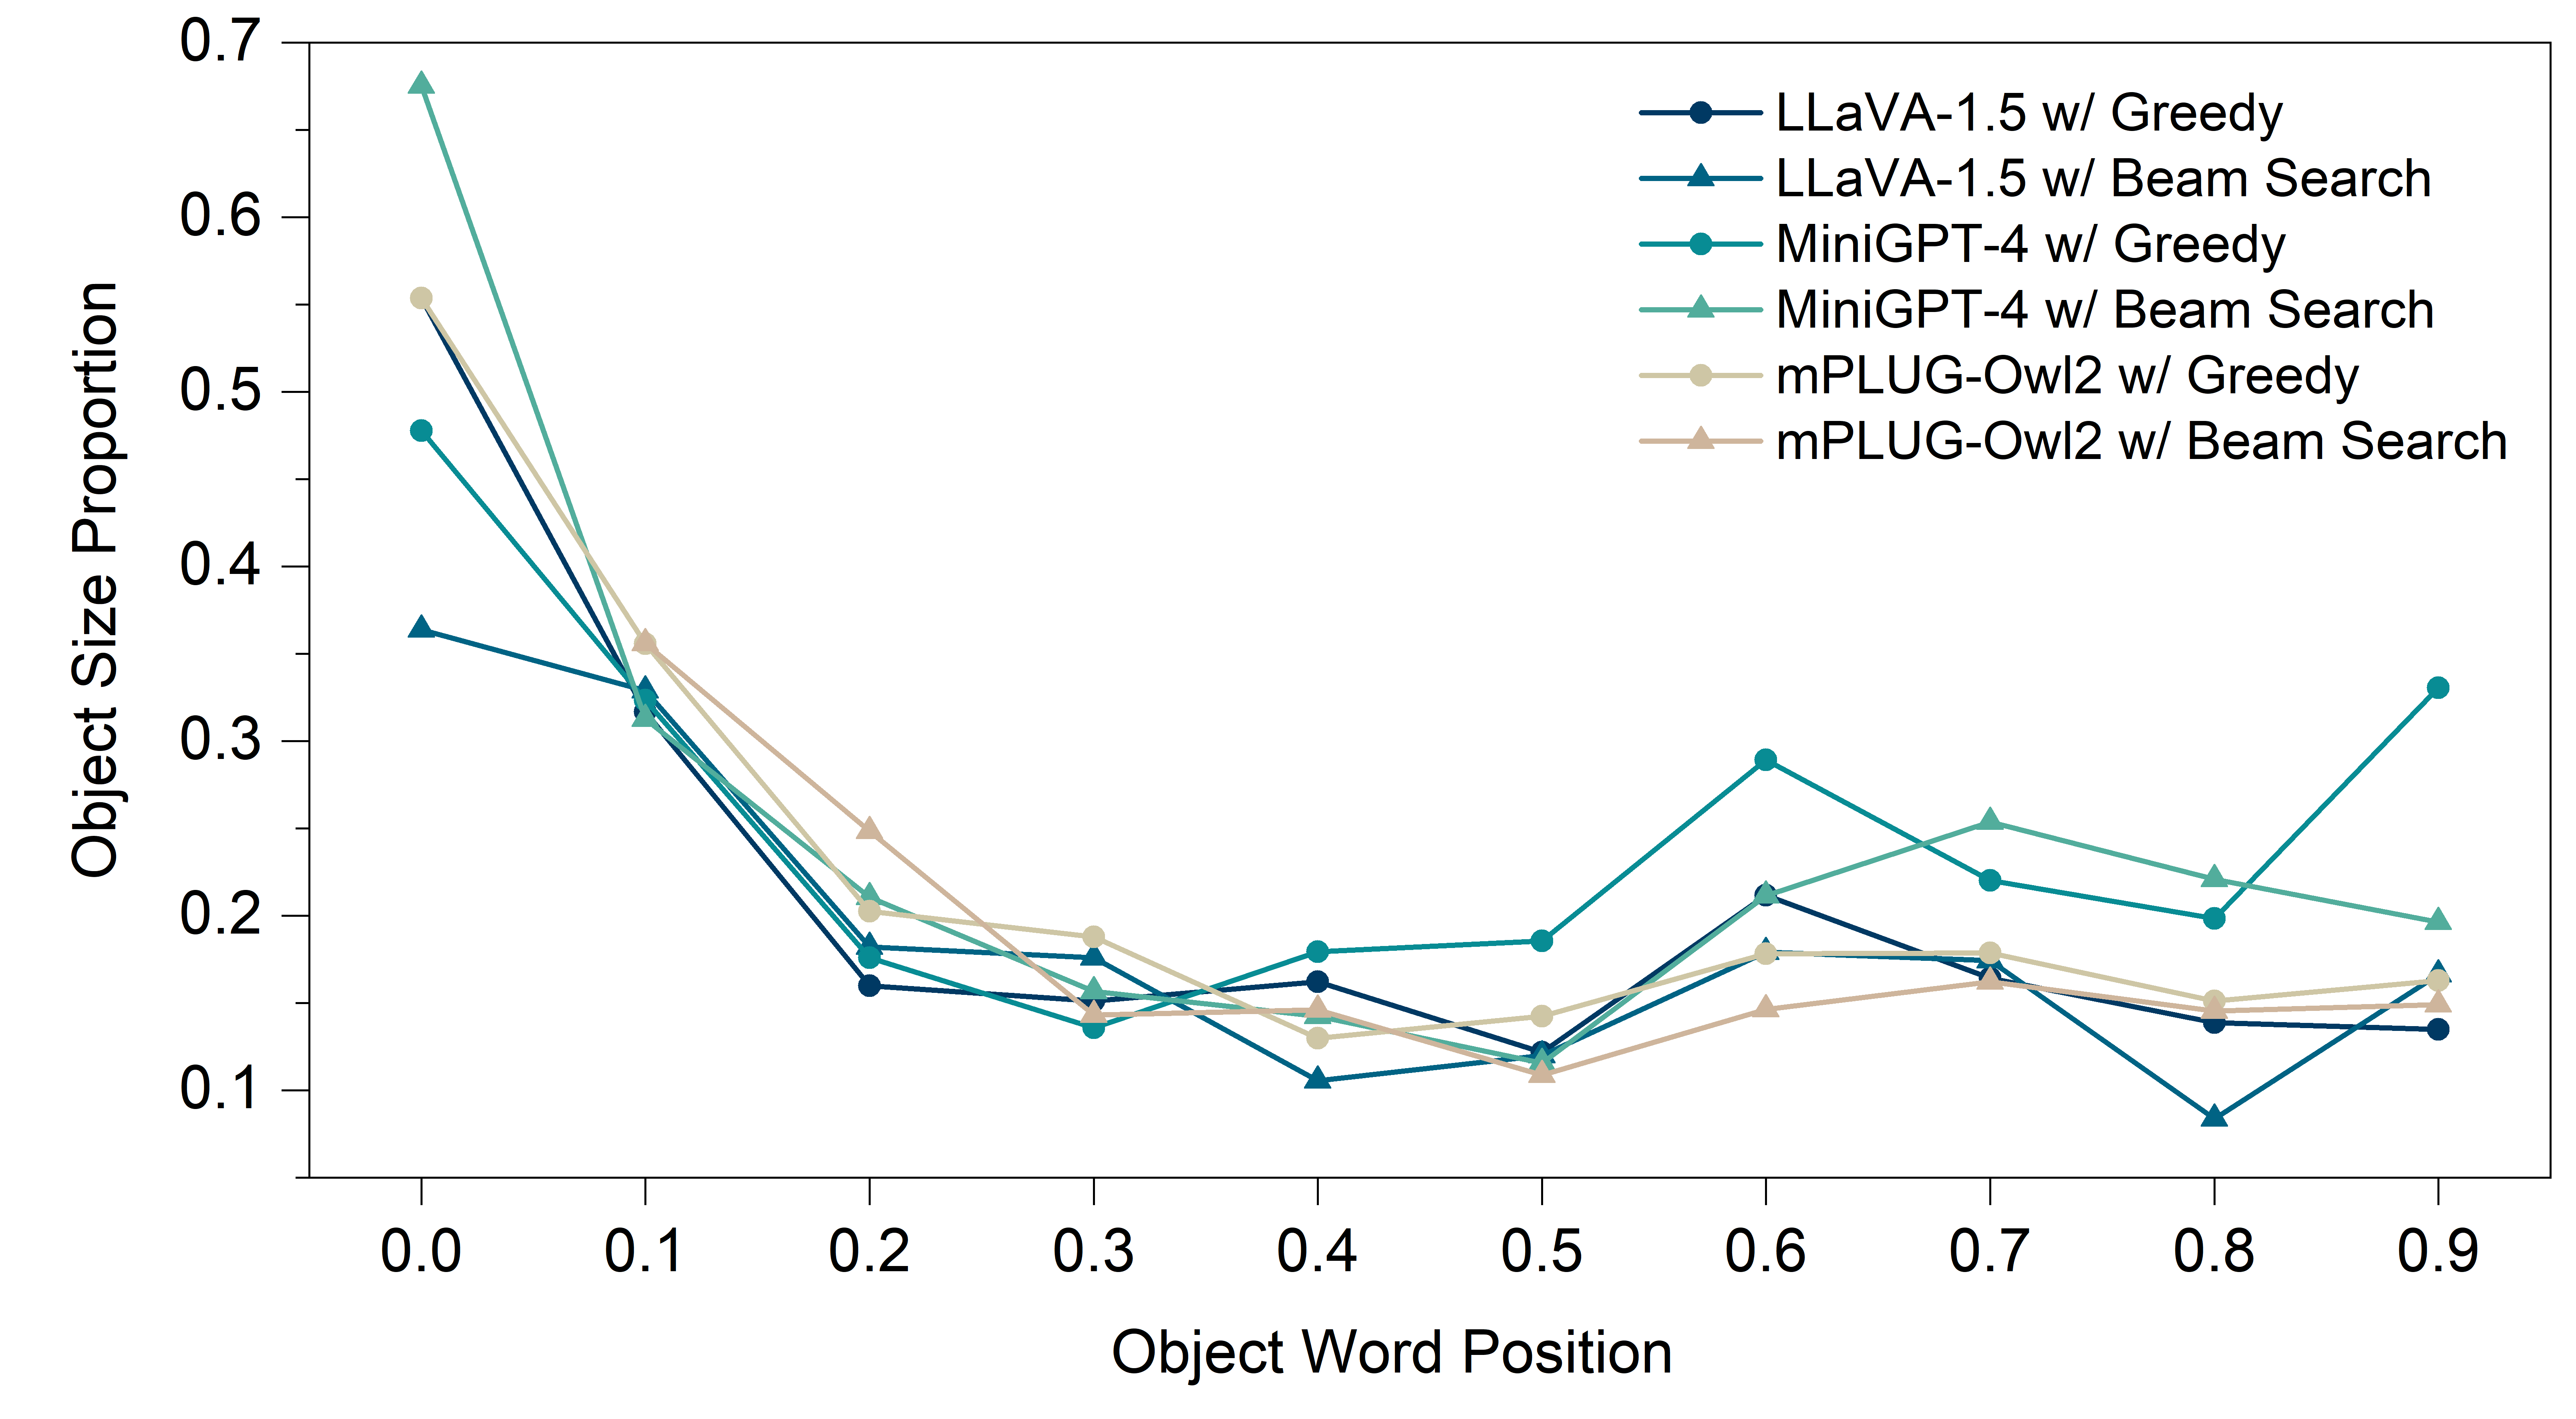 0.7
0.6
0.5
0.4
0.3
0.2
0.1
Object Size Proportion
LLaVA-1.5 w/ Greedy
LLaVA-1.5 w/ Beam Search
MiniGPT-4 w/ Greedy
MiniGPT-4 w/ Beam Search
mPLUG-Owl2 w/ Greedy
mPLUG-Owl2 w/ Beam Search
0.0 0.1 0.2 0.3 0.4 0.5 0.6 0.7 0.8 0.9
Object Word Position